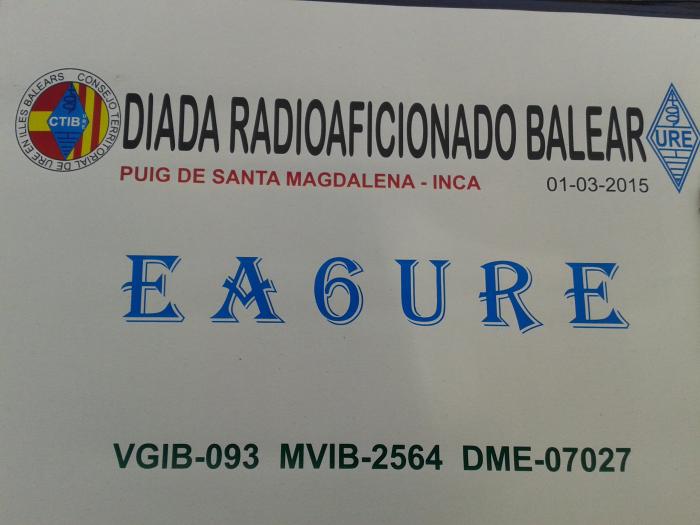 CONSEJO TERRITORIAL DE URE EN ILLES BALEARS
CTIB
DIADA RADIOAFICIONADO BALEAR
URE
PUIG DE SANTA MAGDALENA - INCA 01-03-2015
EA6URE
VGIB-093 MVIB-2564 DME-07027